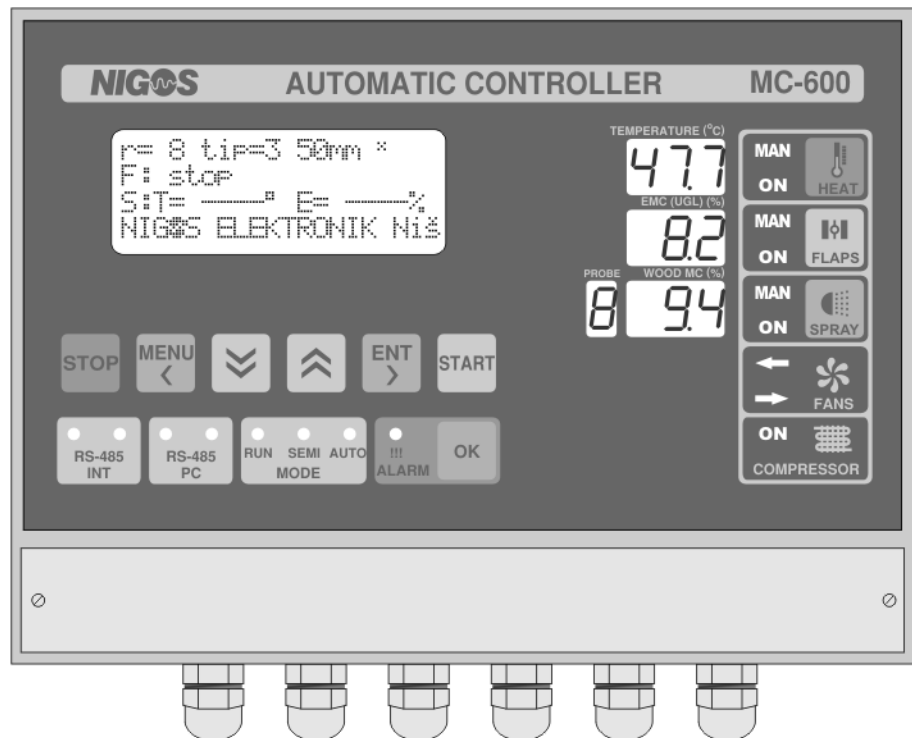 NIGOS AUTOMATIC CONTROLLER MC-600
r= 8 tip=3 50mm *
F: stop
S:T= ----° E= -----%
NIGOS ELEKTRONIK Niš
TEMPERATURE (°C)
47.7
EMC (UGL) (%)
8.2
PROBE WOOD MC (%)
8 9.4
MAN
ON HEAT
MAN
ON FLAPS
MAN
ON SPRAY
FANS
ON
COMPRESSOR
STOP MENU < ENT > START
RS-485 INT
RS-485 PC
RUN SEMI AUTO
MODE
!!!
ALARM
OK